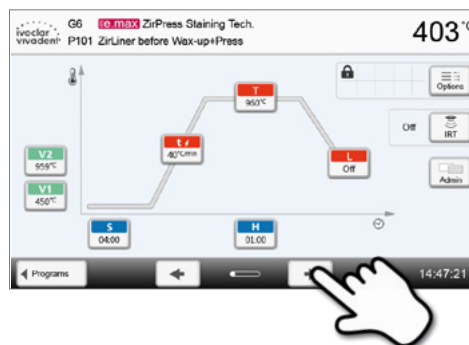 ivoclar vivadent
G6 IPS e.max ZirPress Staining Tech.
P101 ZirLiner before Wax-up+Press
403°
Options
Off
IRT
Admin
T
960°C
t
40°C/min
L
Off
V2
959°C
V1
450°C
S
04:00
H
01:00
Programs
14:47:21